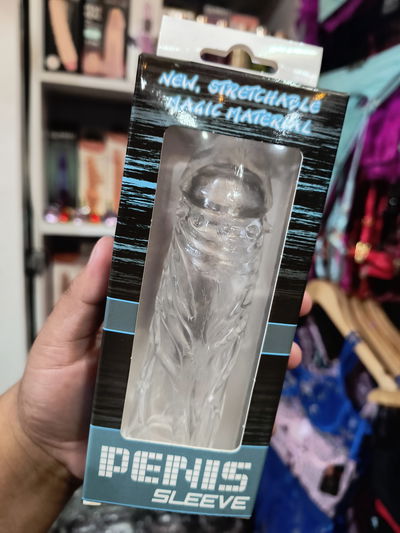 NEW, STRETCHABLE
MAGIC MATERIAL
PENIS
SLEEVE